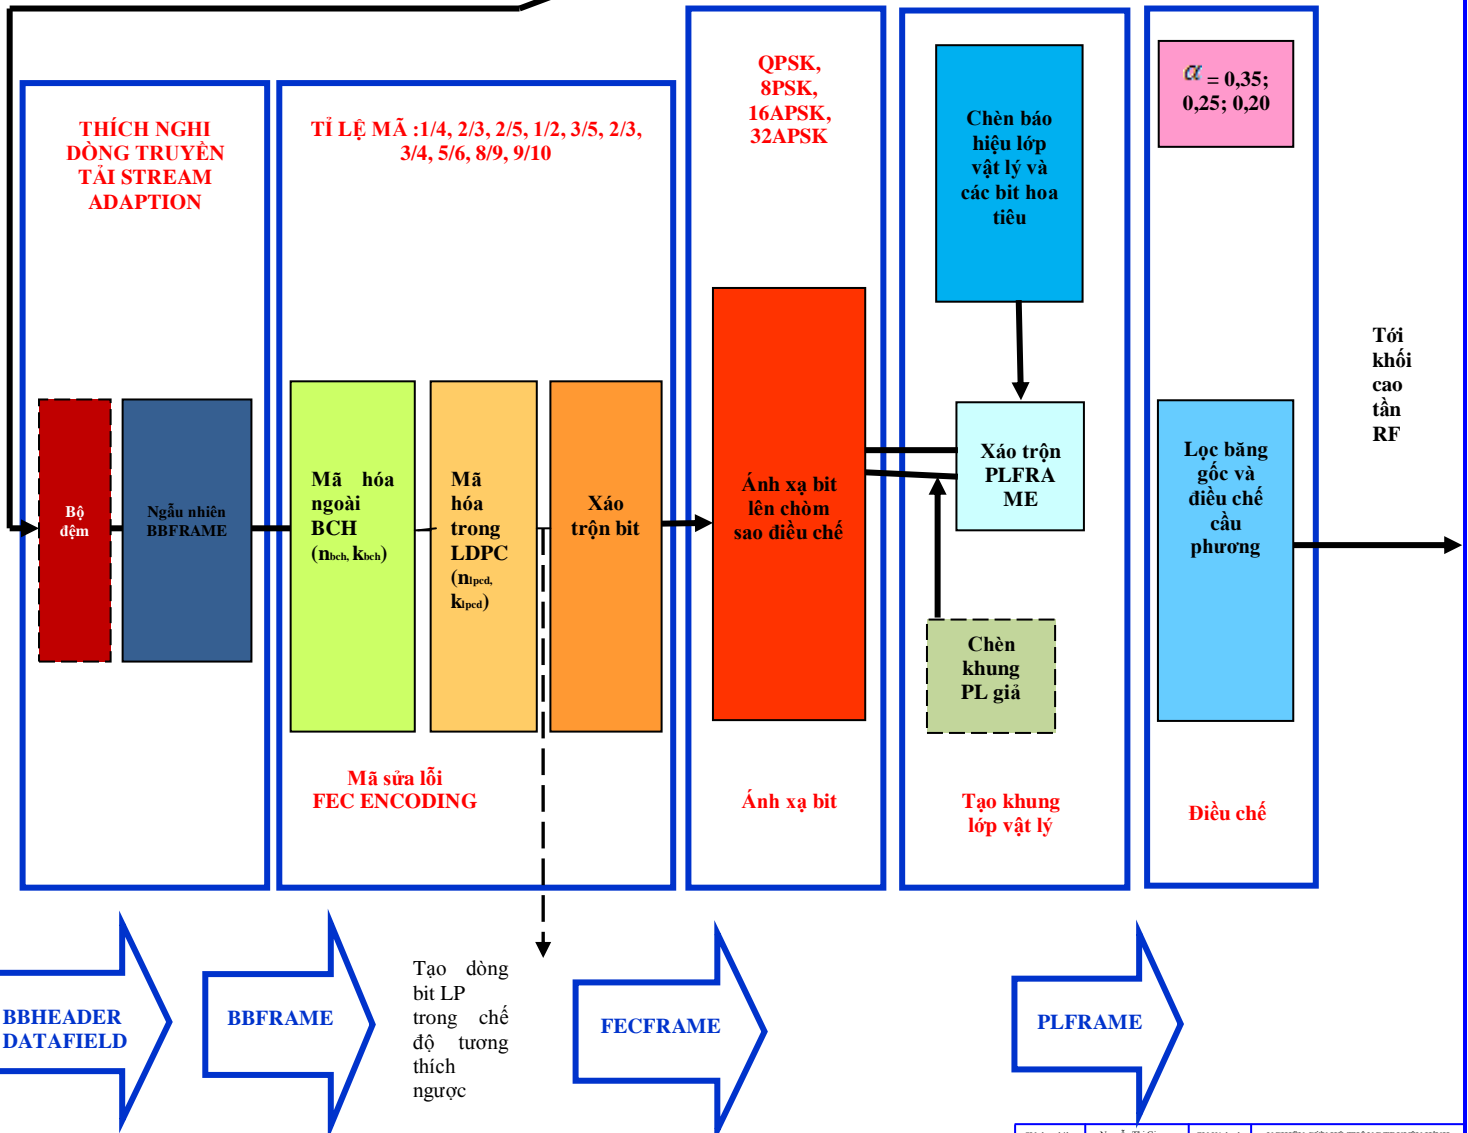 THÍCH NGHI
DÒNG TRUYỀN
TẢI STREAM
ADAPTION
TỈ LỆ MÃ :1/4, 2/3, 2/5, 1/2, 3/5, 2/3,
3/4, 5/6, 8/9, 9/10
QPSK,
8PSK,
16APSK,
32APSK
Chèn báo
hiệu lớp
vật lý và
các bit hoa
tiêu
α = 0,35;
0,25; 0,20
Bộ
đệm
Ngẫu nhiên
BBFRAME
Mã hóa
ngoài
BCH
(nbch, kbch)
Mã
hóa
trong
LDPC
(nlpcd,
klpcd)
Xáo
trộn bit
Ánh xạ bit
lên chòm
sao điều chế
Xáo trộn
PLFRA
ME
Chèn
khung
PL giả
Lọc băng
gốc và
điều chế
cầu
phương
Tới
khối
cao
tần
RF
Mã sửa lỗi
FEC ENCODING
Ánh xạ bit
Tạo khung
lớp vật lý
Điều chế
BBHEADER
DATAFIELD
BBFRAME
Tạo dòng
bit LP
trong chế
độ tương
thích
ngược
FECFRAME
PLFRAME